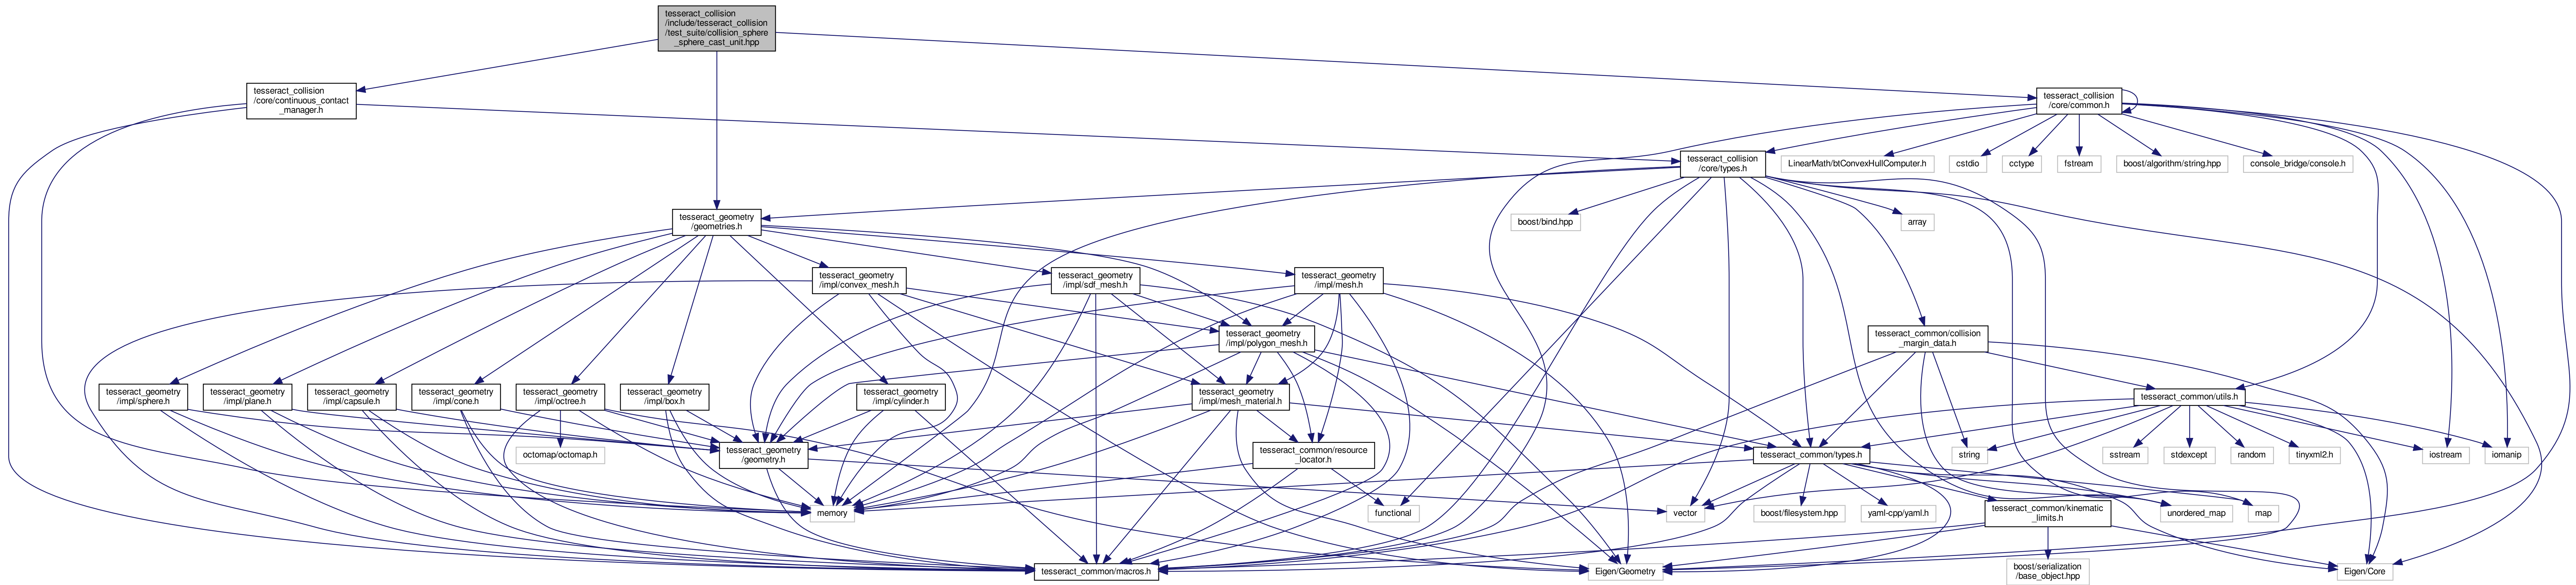 tesseract_collision
/include/tesseract_collision
/test_suite/collision_sphere
_sphere_cast_unit.hpp
tesseract_collision
/core/continuous_contact
_manager.h
tesseract_collision
/core/common.h
tesseract_collision
/core/types.h
LinearMath/btConvexHullComputer.h
cstdio
cctype
fstream
boost/algorithm/string.hpp
console_bridge/console.h
tesseract_geometry
/geometries.h
boost/bind.hpp
array
tesseract_geometry
/impl/convex_mesh.h
tesseract_geometry
/impl/sdf_mesh.h
tesseract_geometry
/impl/mesh.h
tesseract_geometry
/impl/polygon_mesh.h
tesseract_common/collision
_margin_data.h
tesseract_geometry
/impl/sphere.h
tesseract_geometry
/impl/plane.h
tesseract_geometry
/impl/capsule.h
tesseract_geometry
/impl/cone.h
tesseract_geometry
/impl/octree.h
tesseract_geometry
/impl/box.h
tesseract_geometry
/impl/cylinder.h
tesseract_geometry
/impl/mesh_material.h
tesseract_common/utils.h
octomap/octomap.h
tesseract_geometry
/geometry.h
tesseract_common/resource
_locator.h
tesseract_common/types.h
string
sstream
stdexcept
random
tinyxml2.h
iostream
iomanip
memory
functional
vector
boost/filesystem.hpp
yaml-cpp/yaml.h
tesseract_common/kinematic
_limits.h
unordered_map
map
tesseract_common/macros.h
Eigen/Geometry
boost/serialization
/base_object.hpp
Eigen/Core